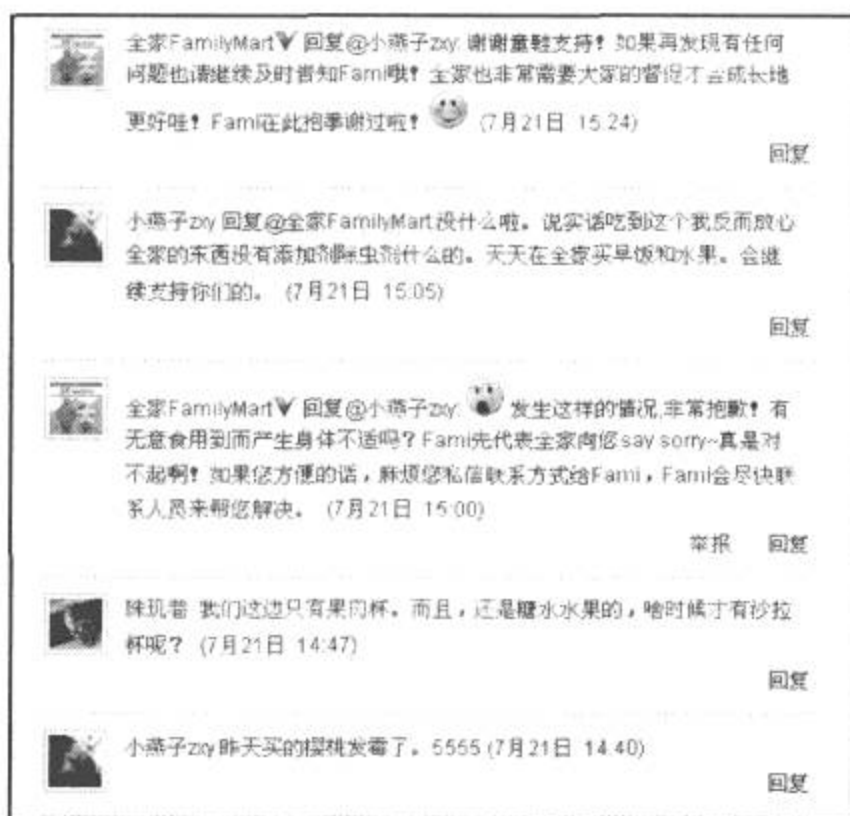 全家FamilyMart 回复@小燕子zxy: 谢谢童鞋支持！如果再发现有任何
问题也请继续及时告知Fami哦！全家也非常需要大家的督促才会成长地
更好哇！Fami在此抱拳谢过啦！ (7月21日 15:24)
回复
小燕子zxy 回复@全家FamilyMart:没什么啦。说实话吃到这个我反而放心
全家的东西没有添加剂除虫剂什么的。天天在全家买早饭和水果。会继
续支持你们的。 (7月21日 15:05)
回复
全家FamilyMart 回复@小燕子zxy: 发生这样的情况,非常抱歉！有
无意食用到而产生身体不适吗？Fami先代表全家向您say sorry~真是对
不起啊！如果您方便的话，麻烦您私信联系方式给Fami，Fami会尽快联
系人员来帮您解决。 (7月21日 15:00)
举报 回复
我们这边只有果肉杯。而且，还是糖水水果的，啥时候才有沙拉
杯呢？ (7月21日 14:47)
回复
小燕子zxy 昨天买的樱桃发霉了。5555 (7月21日 14:40)
回复